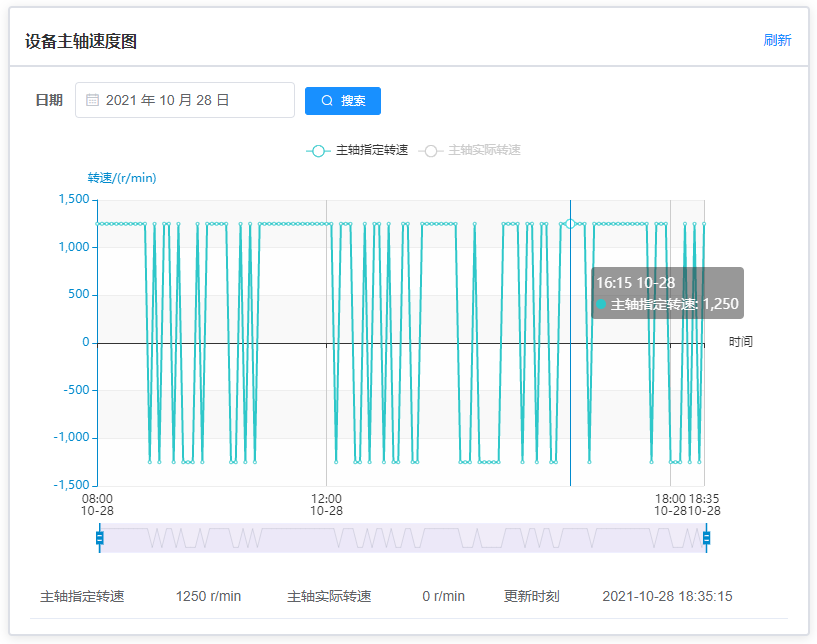 设备主轴速度图
刷新
日期
2021 年 10 月 28 日
搜索
主轴指定转速
主轴实际转速
转速/(r/min)
1,500
1,000
500
0
-500
-1,000
-1,500
16:15 10-28
主轴指定转速: 1,250
时间
08:00
10-28
12:00
10-28
18:00
10-28
18:35
10-28
主轴指定转速 1250 r/min 主轴实际转速 0 r/min 更新时刻 2021-10-28 18:35:15